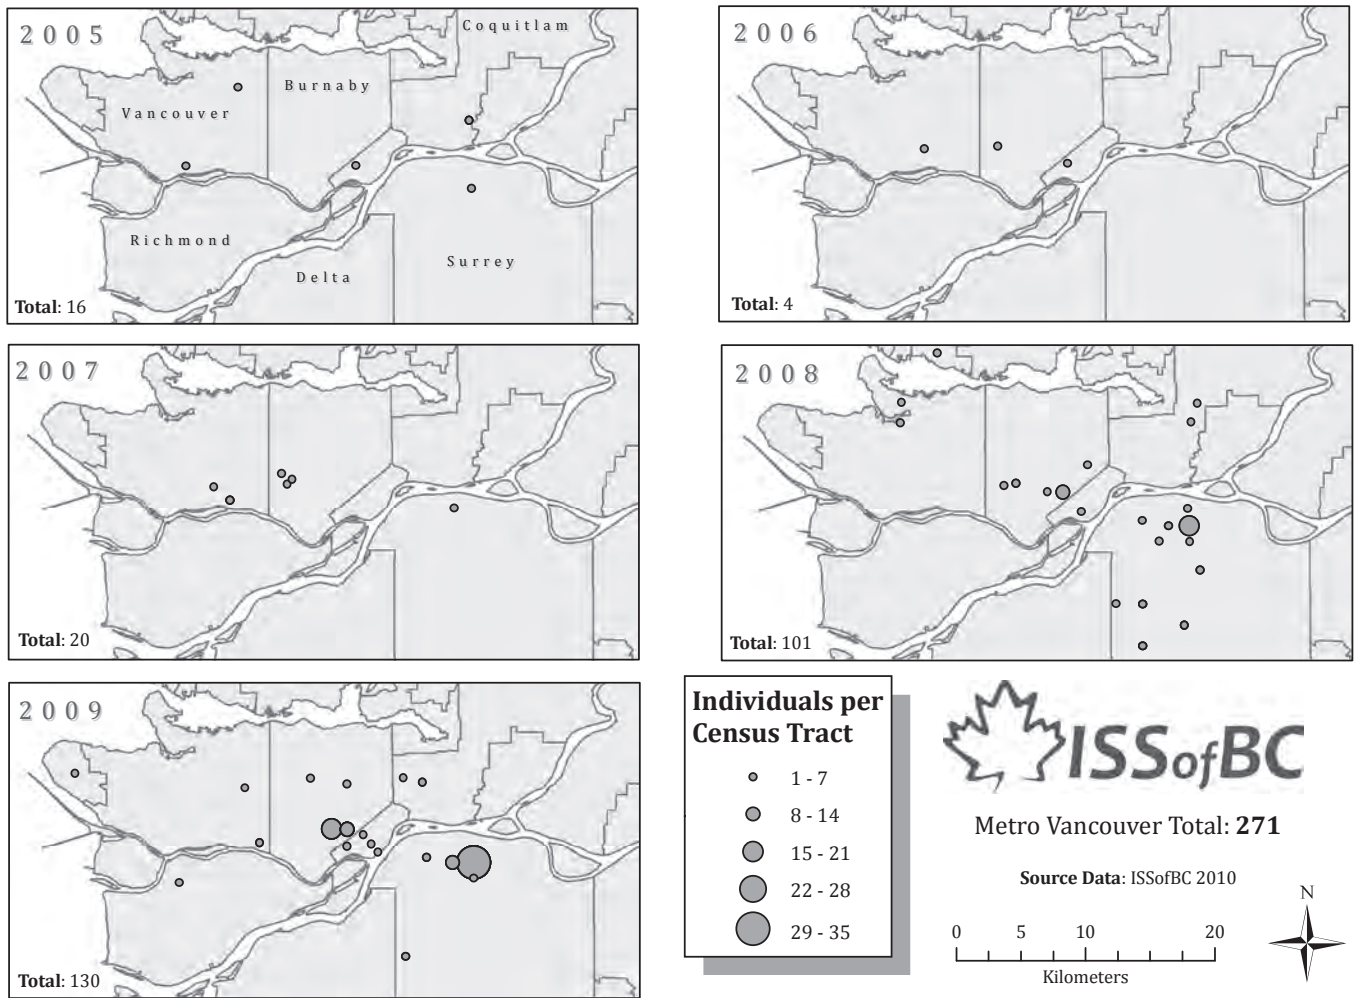 2005
Coquitlam
Burnaby
Vancouver
Richmond
Surrey
Delta
Total: 16
2006
Total: 4
2007
Total: 20
2008
Total: 101
2009
Total: 130
Individuals per
Census Tract
1 - 7
8 - 14
15 - 21
22 - 28
29 - 35
ISSofBC
Metro Vancouver Total: 271
Source Data: ISSofBC 2010
N
0 5 10 20
Kilometers